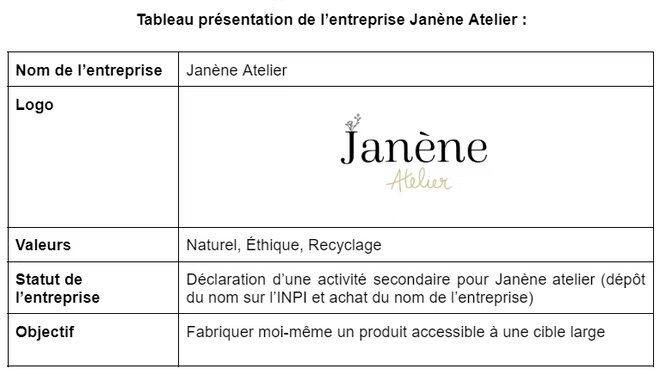 Tableau présentation de l’entreprise Janène Atelier :
Nom de l’entreprise
Janène Atelier
Logo
Janène
Atelier
Valeurs
Naturel, Éthique, Recyclage
Statut de
l’entreprise
Déclaration d’une activité secondaire pour Janène atelier (dépôt
du nom sur l’INPI et achat du nom de l’entreprise)
Objectif
Fabriquer moi-même un produit accessible à une cible large